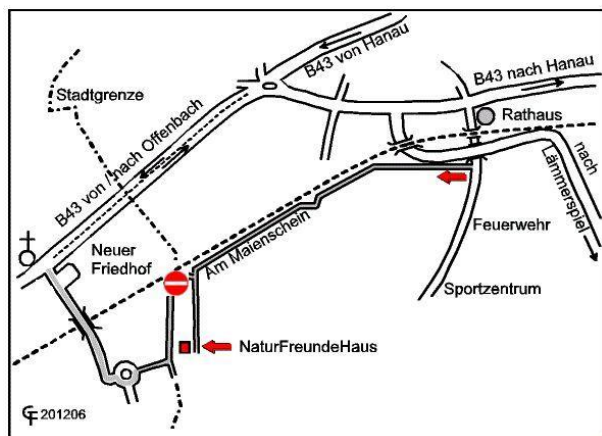 B43 von Hanau
B43 nach Hanau
Stadtgrenze
Rathaus
B43 von / nach Offenbach
nach
Lämmerspiel
Am Maienschein
Feuerwehr
Neuer
Friedhof
Sportzentrum
NaturFreundeHaus
201206